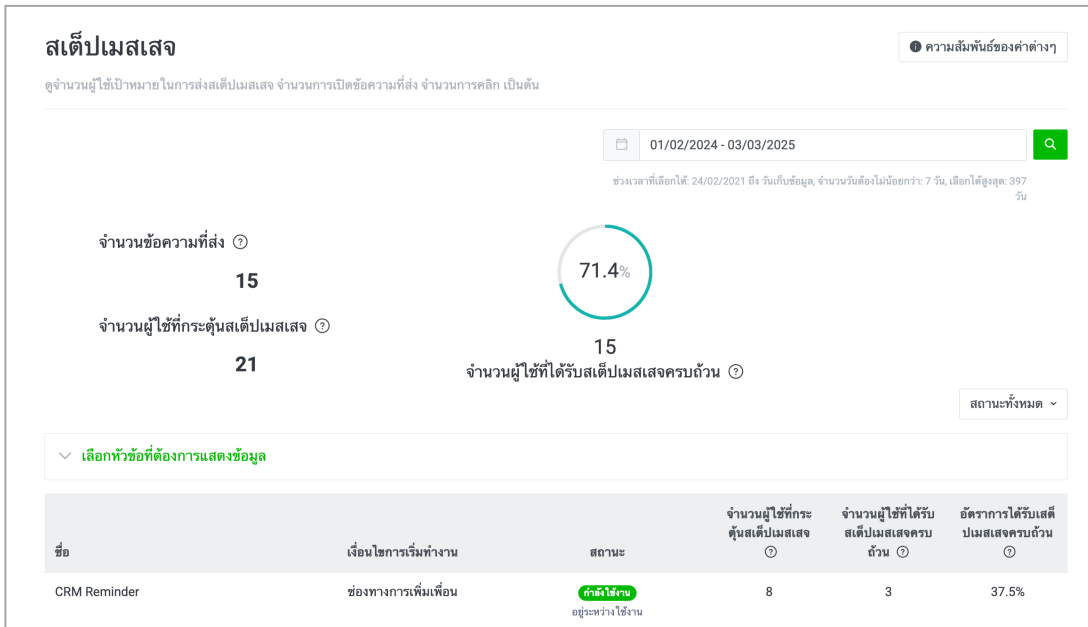 สเต็ปเมสเสจ
ความสัมพันธ์ของค่าต่างๆ
ดูจำนวนผู้ใช้เป้าหมายในการส่งสเต็ปเมสเสจ จำนวนการเปิดข้อความที่ส่ง จำนวนการคลิก เป็นต้น
01/02/2024 - 03/03/2025
ช่วงเวลาที่เลือกได้: 24/02/2021 ถึง วันเก็บข้อมูล, จำนวนวันต้องไม่น้อยกว่า: 7 วัน, เลือกได้สูงสุด: 397
วัน
จำนวนข้อความที่ส่ง
15
จำนวนผู้ใช้ที่กระตุ้นสเต็ปเมสเสจ
21
71.4%
15
จำนวนผู้ใช้ที่ได้รับสเต็ปเมสเสจครบถ้วน
สถานะทั้งหมด
เลือกหัวข้อที่ต้องการแสดงข้อมูล
ชื่อ
เงื่อนไขการเริ่มทำงาน
สถานะ
จำนวนผู้ใช้ที่กระ
ตุ้นสเต็ปเมสเสจ
จำนวนผู้ใช้ที่ได้รับ
สเต็ปเมสเสจครบ
ถ้วน
อัตราการได้รับเสต็
ปเมสเสจครบถ้วน
CRM Reminder
ช่องทางการเพิ่มเพื่อน
กำลังใช้งาน
อยู่ระหว่างใช้งาน
8
3
37.5%